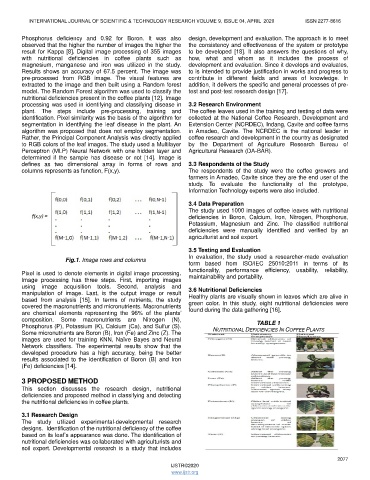 INTERNATIONAL JOURNAL OF SCIENTIFIC & TECHNOLOGY RESEARCH VOLUME 9, ISSUE 04, APRIL 2020 ISSN 2277-8616
Phosphorus deficiency and 0.92 for Boron. It was also
observed that the higher the number of images the higher the
result for Kappa [8]. Digital image processing of 355 images
with nutritional deficiencies in coffee plants such as
magnesium, manganese and iron was utilized in the study.
Results shows an accuracy of 67.5 percent. The image was
pre-processed from RGB image. The visual features are
extracted to the image and then built using a Random forest
model. The Random Forest algorithm was used to classify the
nutritional deficiencies present in the coffee plants [12]. Image
processing was used in identifying and classifying disease in
plant. The steps include pre-processing, training and
identification. Pixel similarity was the basis of the algorithm for
segmentation in identifying the leaf disease in the plant. An
algorithm was proposed that does not employ segmentation.
Rather, the Principal Component Analysis was directly applied
to RGB colors of the leaf images. The study used a Multilayer
Perceptron (MLP) Neural Network with one hidden layer and
determined if the sample has disease or not [14]. Image is
defines as two dimensional array in forms of rows and
columns represents as function, F(x,y).
f(0,0) f(0,1) f(0,2) . . . f(0,N-1)
f(1,0) f(1,1) f(1,2) . . . f(1,N-1)
f(x,y) =
f(M-1,0) f(M-1,1) f(M-1,2) . . . f(M-1,N-1)
Fig.1. Image rows and columns
Pixel is used to denote elements in digital image processing.
Image processing has three steps. First, importing images
using image acquisition tools. Second, analysis and
manipulation of image. Last, is the output image or result
based from analysis [15]. In terms of nutrients, the study
covered the macronutrients and micronutrients. Macronutrients
are chemical elements representing the 96% of the plants'
composition. Some macronutrients are Nitrogen (N),
Phosphorus (P), Potassium (K), Calcium (Ca), and Sulfur (S).
Some micronutrients are Boron (B), Iron (Fe) and Zinc (Z). The
images are used for training KNN, Naïve Bayes and Neural
Network classifiers. The experimental results show that the
developed procedure has a high accuracy, being the better
results associated to the identification of Boron (B) and Iron
(Fe) deficiencies [14].
3 PROPOSED METHOD
This section discusses the research design, nutritional
deficiencies and proposed method in classifying and detecting
the nutritional deficiencies in coffee plants.
3.1 Research Design
The study utilized experimental-developmental research
designs. Identification of the nutritional deficiency of the coffee
based on its leaf's appearance was done. The identification of
nutritional deficiencies was collaborated with agriculturists and
soil expert. Developmental research is a study that includes
design, development and evaluation. The approach is to meet
the consistency and effectiveness of the system or prototype
to be developed [16]. It also answers the questions of why,
how, what and whom as it includes the process of
development and evaluation. Since it develops and evaluates,
to is intended to provide justification in works and progress to
contribute in different fields and areas of knowledge. In
addition, it delivers the specific and general processes of pre-
test and post test research design [17].
3.2 Research Environment
The coffee leaves used in the training and testing of data were
collected at the National Coffee Research, Development and
Extension Center (NCRDEC), Indang, Cavite and coffee farms
in Amadeo, Cavite. The NCRDEC is the national leader in
coffee research and development in the country as designated
by the Department of Agriculture Research Bureau of
Agricultural Research (DA-BAR).
3.3 Respondents of the Study
The respondents of the study were the coffee growers and
farmers in Amadeo, Cavite since they are the end user of the
study. To evaluate the functionality of the prototype,
Information Technology experts were also included.
3.4 Data Preparation
The study used 1000 images of coffee leaves with nutritional
deficiencies in Boron, Calcium, Iron, Nitrogen, Phosphorus,
Potassium, Magnesium and Zinc. The classified nutritional
deficiencies were manually identified and verified by an
agriculturist and soil expert.
3.5 Testing and Evaluation
In evaluation, the study used a researcher-made evaluation
form based from ISO/IEC 25010:2011 in terms of its
functionality, performance efficiency, usability, reliability,
maintainability and portability.
3.6 Nutritional Deficiencies
Healthy plants are visually shown in leaves which are alive in
green color. In this study, eight nutritional deficiencies were
found during the data gathering [16].
TABLE 1
NUTRITIONAL DEFICIENCIES IN COFFEE PLANTS
2077
IJSTR©2020
www.ijstr.org